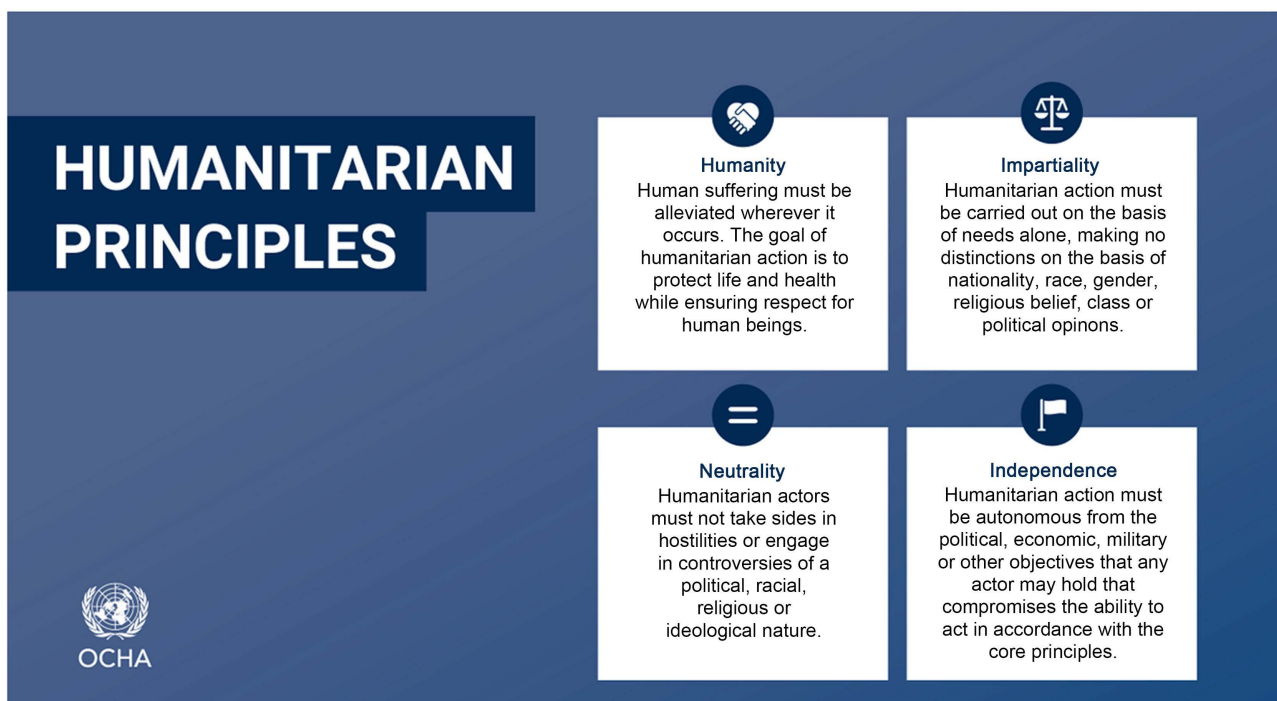 HUMANITARIAN
PRINCIPLES
Humanity
Human suffering must be
alleviated wherever it
occurs. The goal of
humanitarian action is to
protect life and health
while ensuring respect for
human beings.
Impartiality
Humanitarian action must
be carried out on the basis
of needs alone, making no
distinctions on the basis of
nationality, race, gender,
religious belief, class or
political opinons.
Neutrality
Humanitarian actors
must not take sides in
hostilities or engage
in controversies of a
political, racial,
religious or
ideological nature.
Independence
Humanitarian action must
be autonomous from the
political, economic, military
or other objectives that any
actor may hold that
compromises the ability to
act in accordance with the
core principles.
OCHA